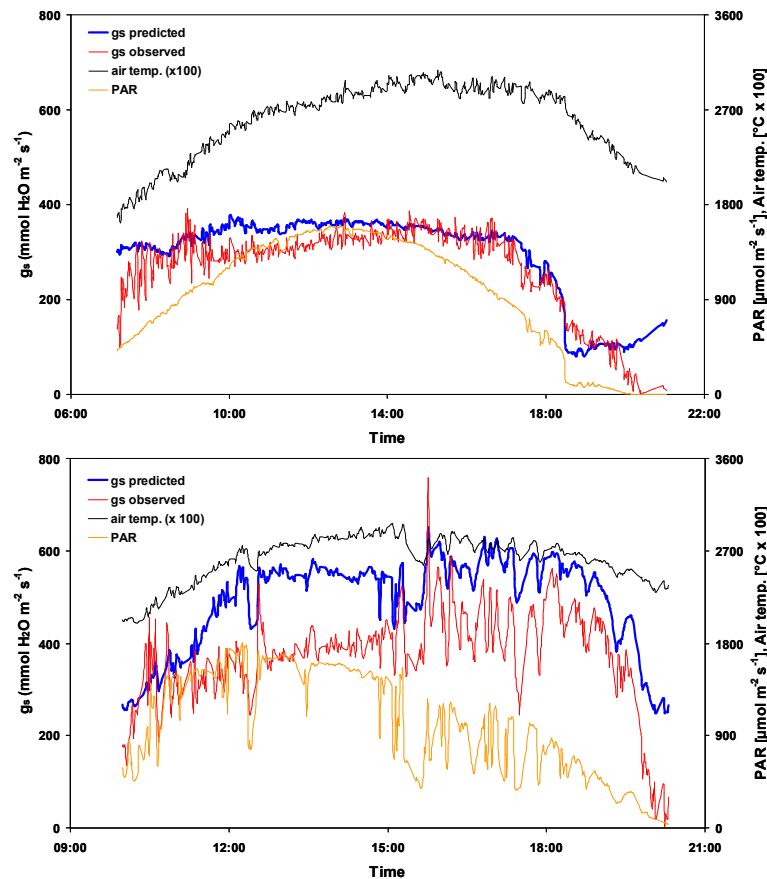 800
600
400
200
0
3600
2700
1800
900
0
06:00 10:00 14:00 18:00 22:00
Time
gs (mmol H2O m-2 s-1)
PAR [µmol m-2 s-1], Air temp. [°C x 100]
gs predicted
gs observed
air temp. (x100)
PAR
800
600
400
200
0
3600
2700
1800
900
0
09:00 12:00 15:00 18:00 21:00
Time
gs (mmol H2O m-2 s-1)
PAR [µmol m-2 s-1], Air temp. [°C x 100]
gs predicted
gs observed
air temp. (x 100)
PAR